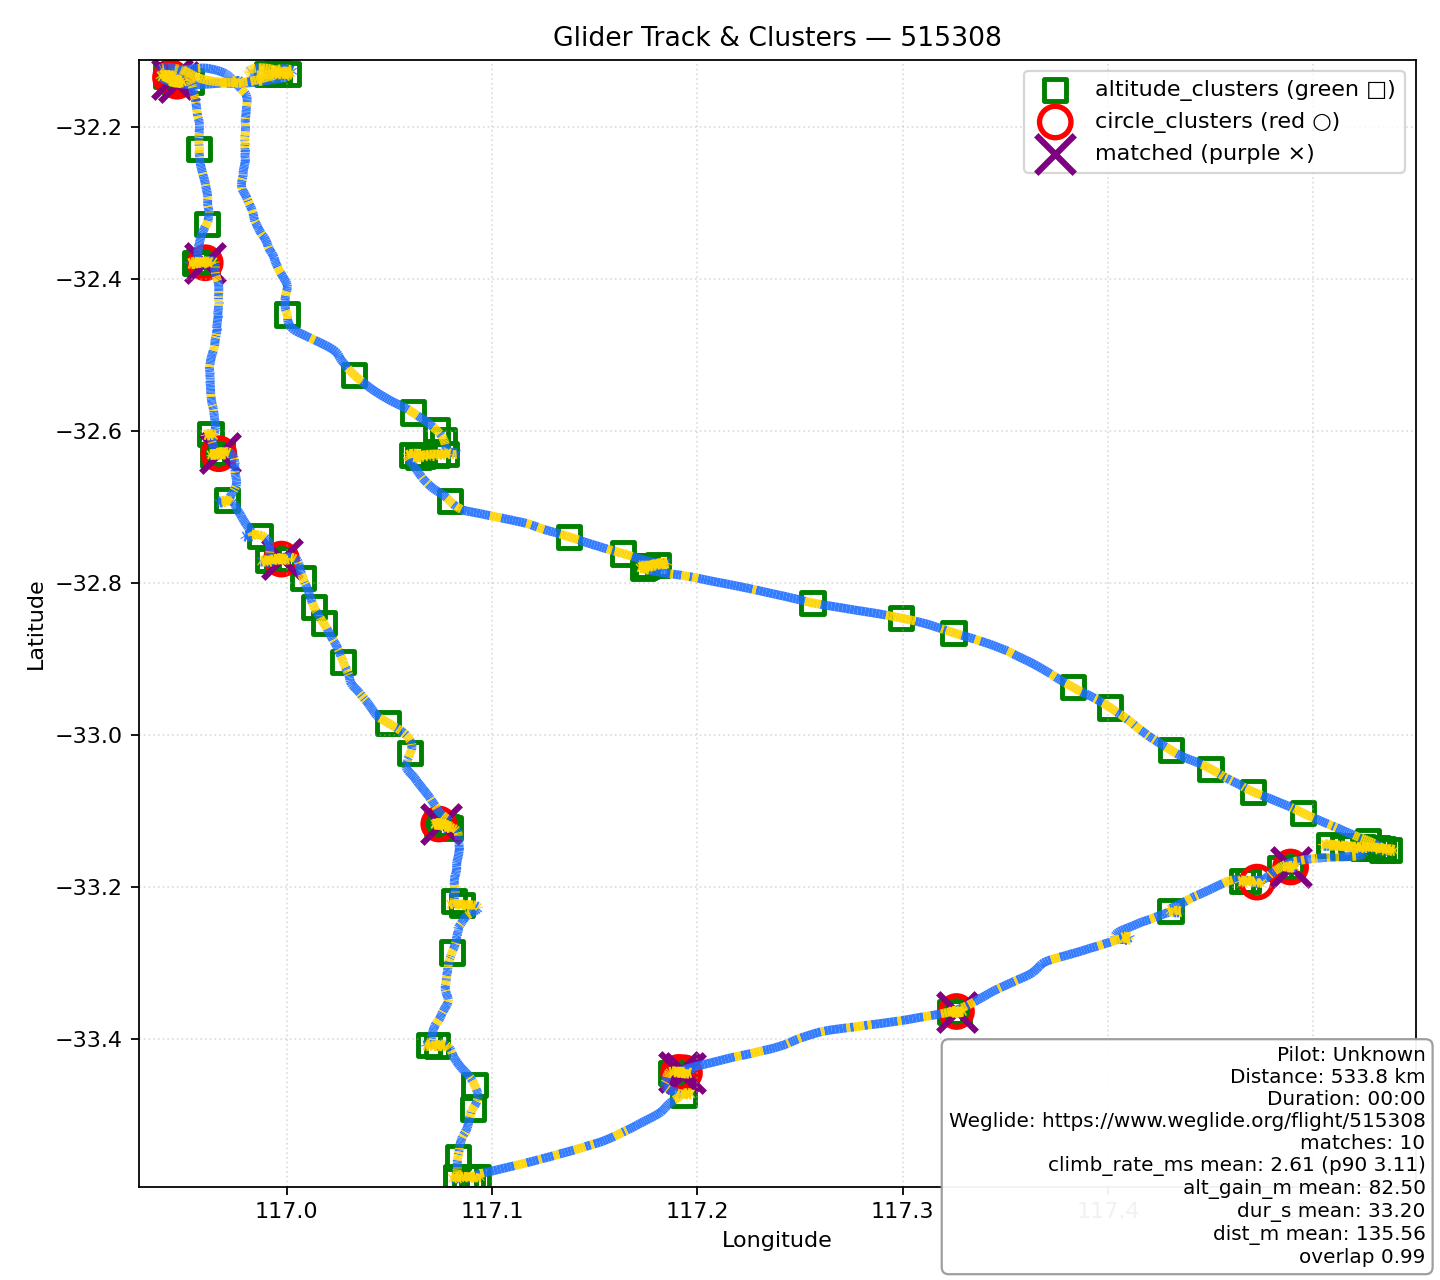 Glider Track & Clusters — 515308
altitude_clusters (green □)
circle_clusters (red ○)
matched (purple ×)
−32.2
−32.4
−32.6
−32.8
−33.0
−33.2
−33.4
Latitude
117.0
117.1
117.2
117.3
117.4
Longitude
Pilot: Unknown
Distance: 533.8 km
Duration: 00:00
Weglide: https://www.weglide.org/flight/515308
matches: 10
climb_rate_ms mean: 2.61 (p90 3.11)
alt_gain_m mean: 82.50
dur_s mean: 33.20
dist_m mean: 135.56
overlap 0.99